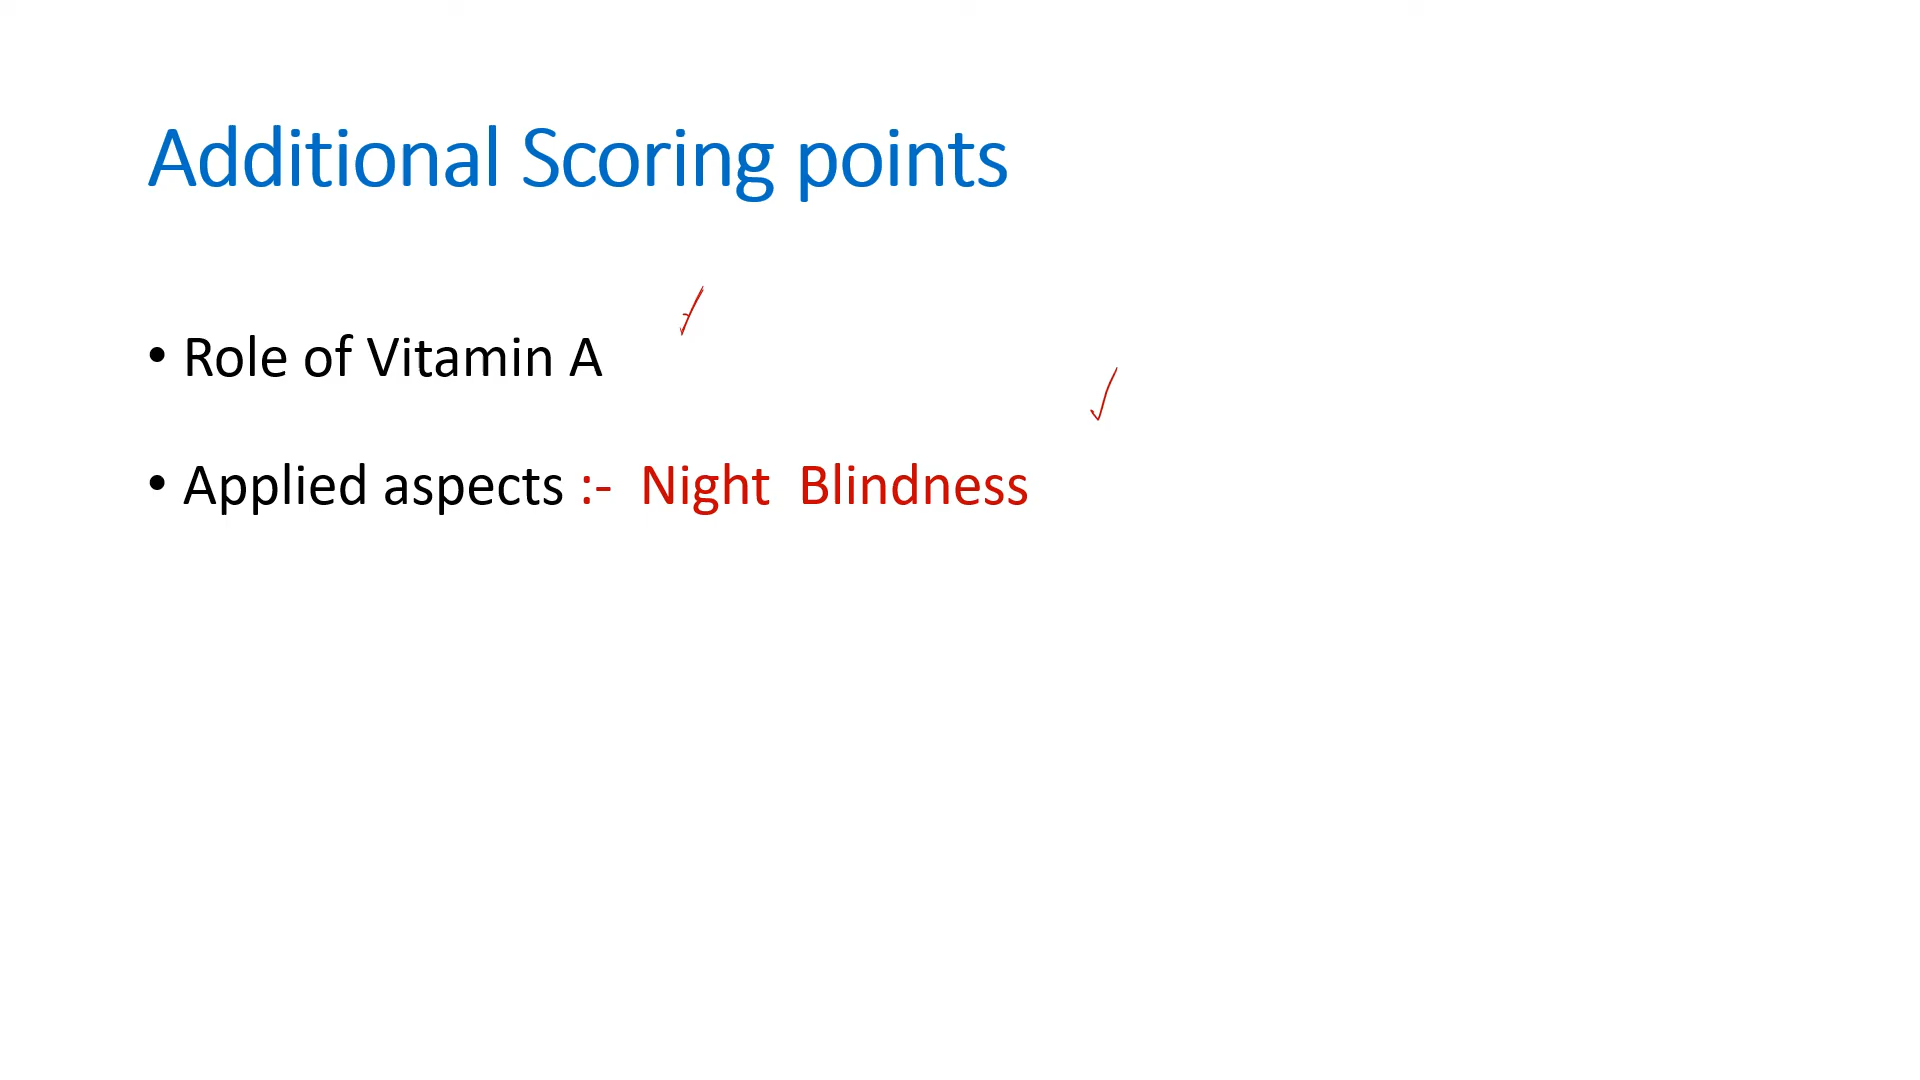 Additional Scoring points
• Role of Vitamin A
• Applied aspects :- Night Blindness